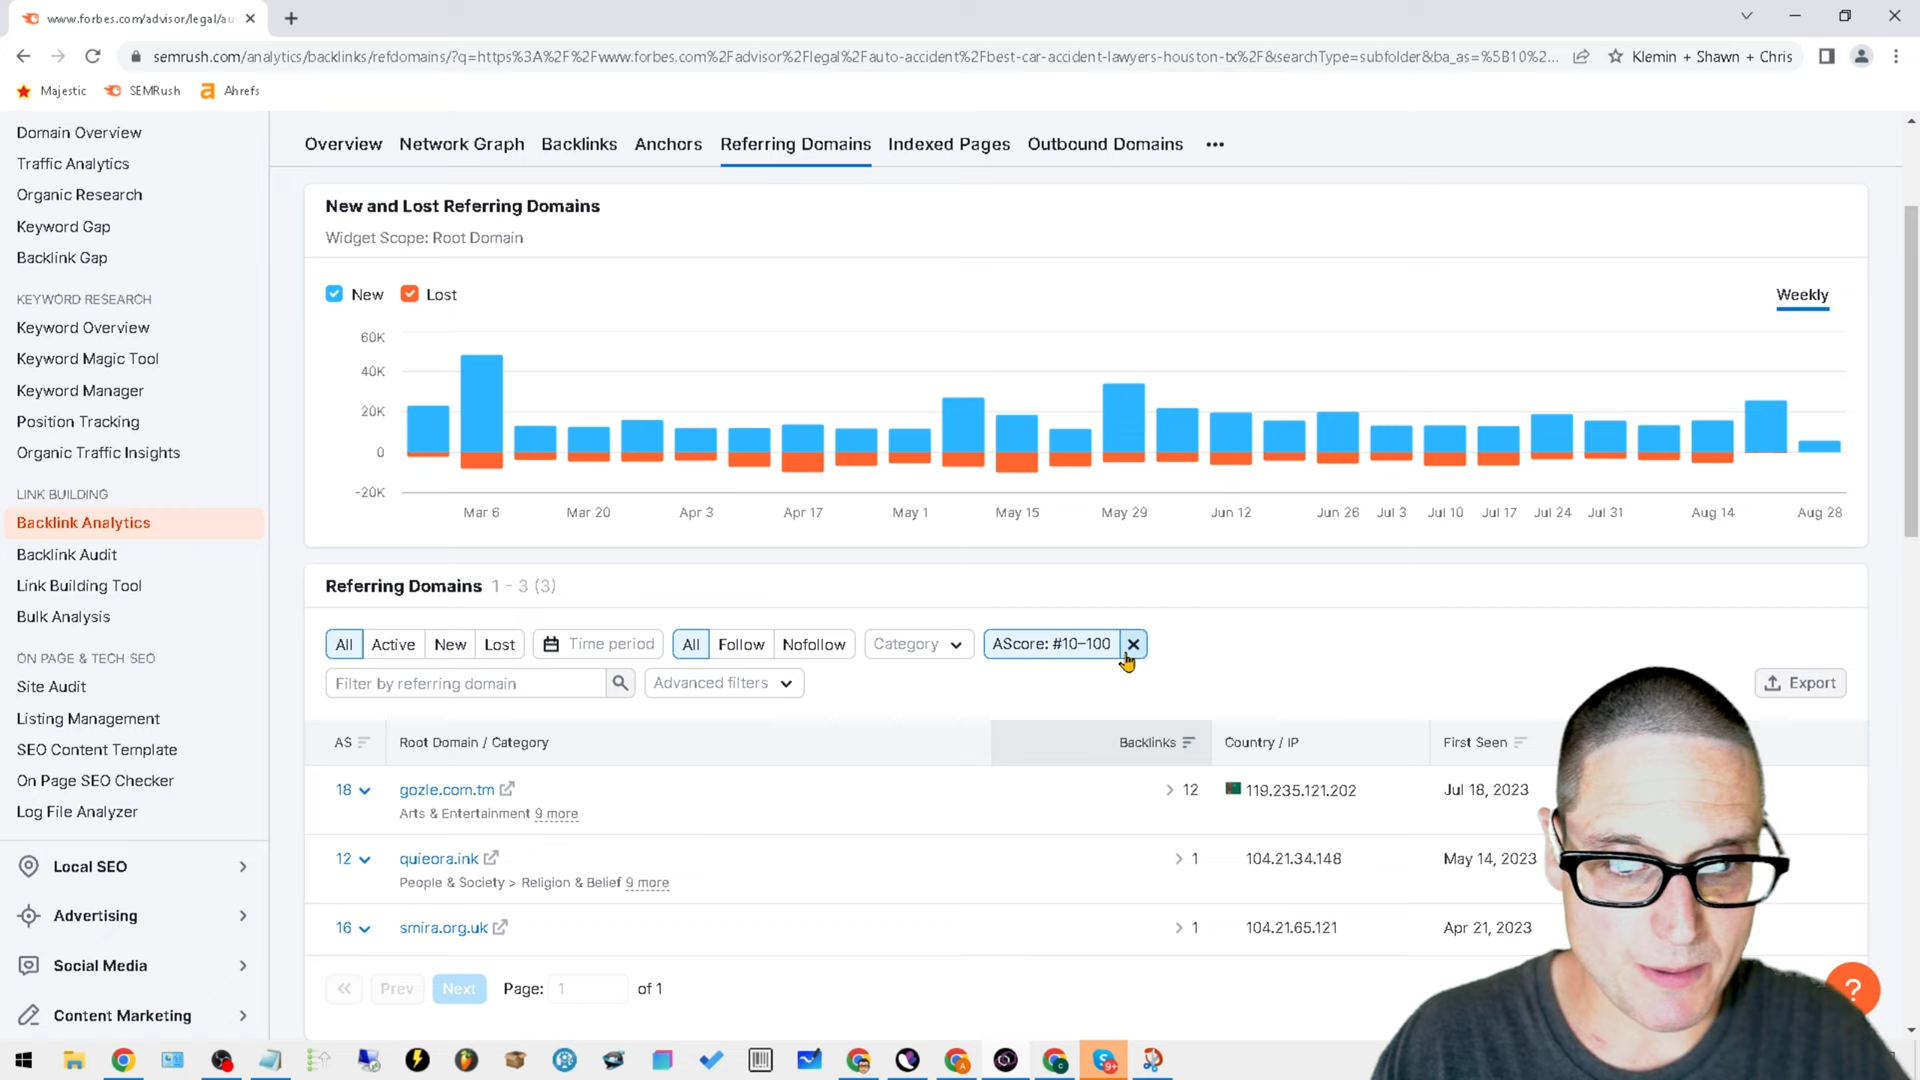 www.forbes.com/advisor/legal/au
semrush.com/analytics/backlinks/refdomains/?q=https%3A%2F%2Fwww.forbes.com%2Fadvisor%2Flegal%2Fauto-accident%2Fbest-car-accident-lawyers-houston-tx%2F&searchType=subfolder&ba_as=%5B10%2...
Klemin + Shawn + Chris
Majestic
SEMRush
Ahrefs
Domain Overview
Traffic Analytics
Organic Research
Keyword Gap
Backlink Gap
KEYWORD RESEARCH
Keyword Overview
Keyword Magic Tool
Keyword Manager
Position Tracking
Organic Traffic Insights
LINK BUILDING
Backlink Analytics
Backlink Audit
Link Building Tool
Bulk Analysis
ON PAGE & TECH SEO
Site Audit
Listing Management
SEO Content Template
On Page SEO Checker
Log File Analyzer
Local SEO
Advertising
Social Media
Content Marketing
Overview Network Graph Backlinks Anchors Referring Domains Indexed Pages Outbound Domains •••
New and Lost Referring Domains
Widget Scope: Root Domain
New Lost
Weekly
60K
40K
20K
0
-20K
Mar 6 Mar 20 Apr 3 Apr 17 May 1 May 15 May 29 Jun 12 Jun 26 Jul 3 Jul 10 Jul 17 Jul 24 Jul 31 Aug 14 Aug 28
Referring Domains 1 - 3 (3)
All Active New Lost Time period All Follow Nofollow Category AScore: #10–100
Filter by referring domain Advanced filters Export
AS Root Domain / Category Backlinks Country / IP First Seen
18 gozle.com.tm 12 119.235.121.202 Jul 18, 2023
Arts & Entertainment 9 more
12 quieora.ink 1 104.21.34.148 May 14, 2023
People & Society > Religion & Belief 9 more
16 smira.org.uk 1 104.21.65.121 Apr 21, 2023
Prev Next Page: 1 of 1
?
9+